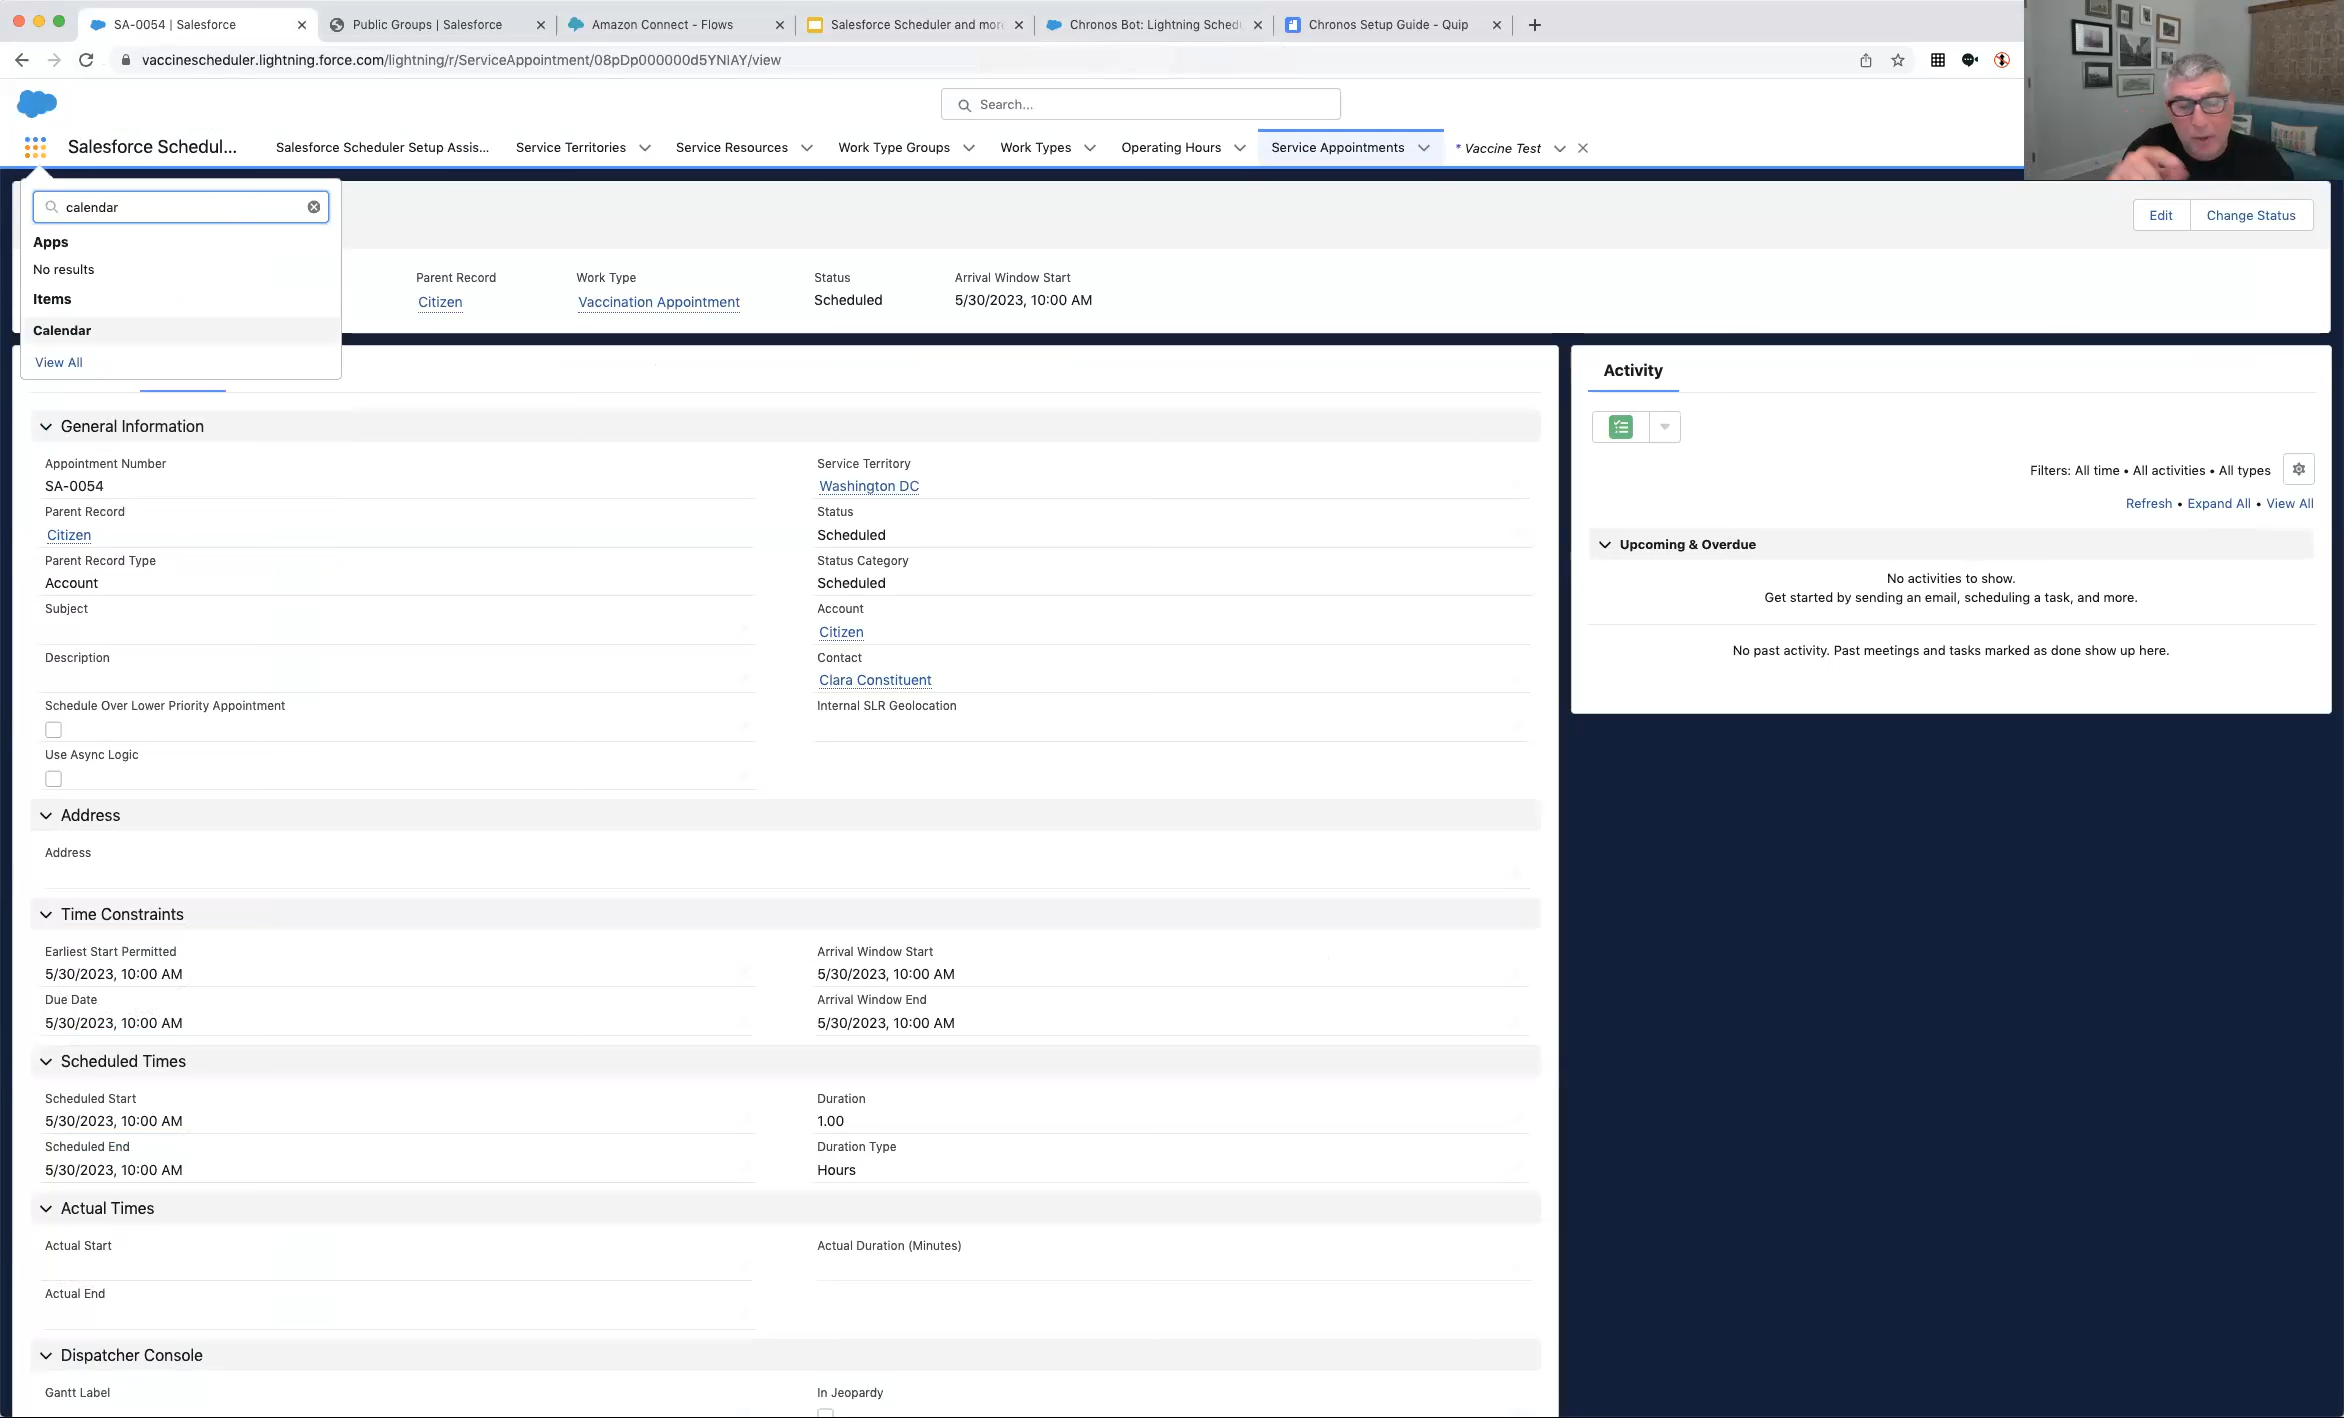 SA-0054 | Salesforce
Public Groups | Salesforce
Amazon Connect - Flows
Salesforce Scheduler and mor
Chronos Bot: Lightning Sched
Chronos Setup Guide - Quip
vaccinescheduler.lightning.force.com/lightning/r/ServiceAppointment/08pDp000000d5YNIAY/view
Search...
Salesforce Schedul...
Salesforce Scheduler Setup Assis...
Service Territories
Service Resources
Work Type Groups
Work Types
Operating Hours
Service Appointments
* Vaccine Test
calendar
Apps
No results
Items
Calendar
View All
Edit
Change Status
Parent Record
Citizen
Work Type
Vaccination Appointment
Status
Scheduled
Arrival Window Start
5/30/2023, 10:00 AM
General Information
Appointment Number
SA-0054
Service Territory
Washington DC
Parent Record
Citizen
Status
Scheduled
Parent Record Type
Account
Status Category
Scheduled
Subject
Account
Citizen
Description
Contact
Clara Constituent
Schedule Over Lower Priority Appointment
Internal SLR Geolocation
Use Async Logic
Address
Address
Time Constraints
Earliest Start Permitted
5/30/2023, 10:00 AM
Arrival Window Start
5/30/2023, 10:00 AM
Due Date
5/30/2023, 10:00 AM
Arrival Window End
5/30/2023, 10:00 AM
Scheduled Times
Scheduled Start
5/30/2023, 10:00 AM
Duration
1.00
Scheduled End
5/30/2023, 10:00 AM
Duration Type
Hours
Actual Times
Actual Start
Actual Duration (Minutes)
Actual End
Dispatcher Console
Gantt Label
In Jeopardy
Activity
Filters: All time • All activities • All types
Refresh • Expand All • View All
Upcoming & Overdue
No activities to show.
Get started by sending an email, scheduling a task, and more.
No past activity. Past meetings and tasks marked as done show up here.